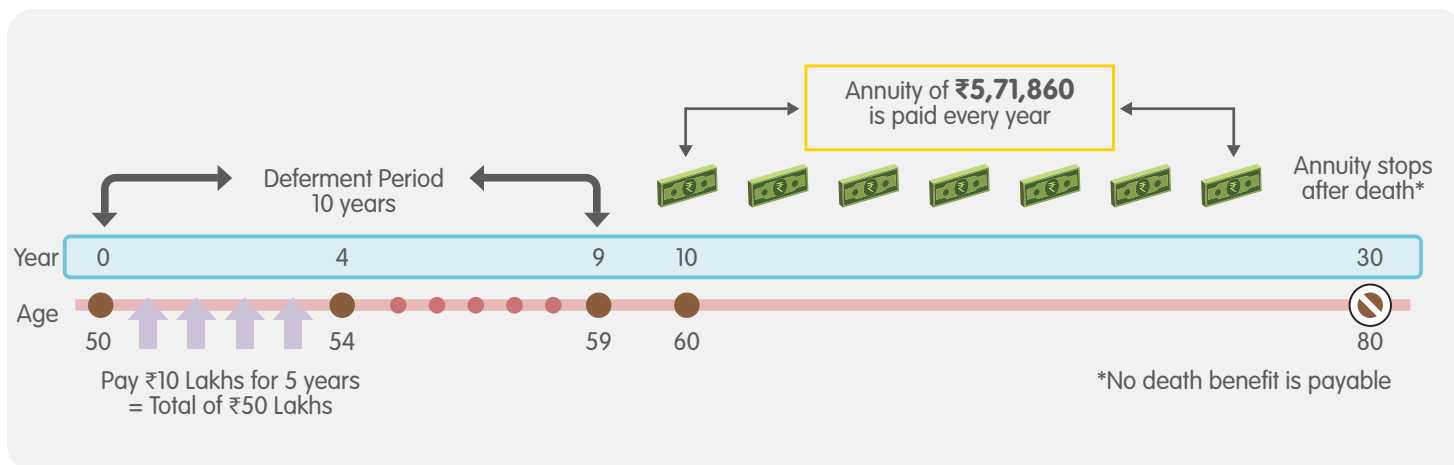 Annuity of ₹5,71,860
is paid every year
Deferment Period
10 years
Annuity stops
after death*
Year 0 4 9 10 30
Age
50 54 59 60 80
Pay ₹10 Lakhs for 5 years
= Total of ₹50 Lakhs
*No death benefit is payable
₹ ₹ ₹ ₹ ₹ ₹ ₹